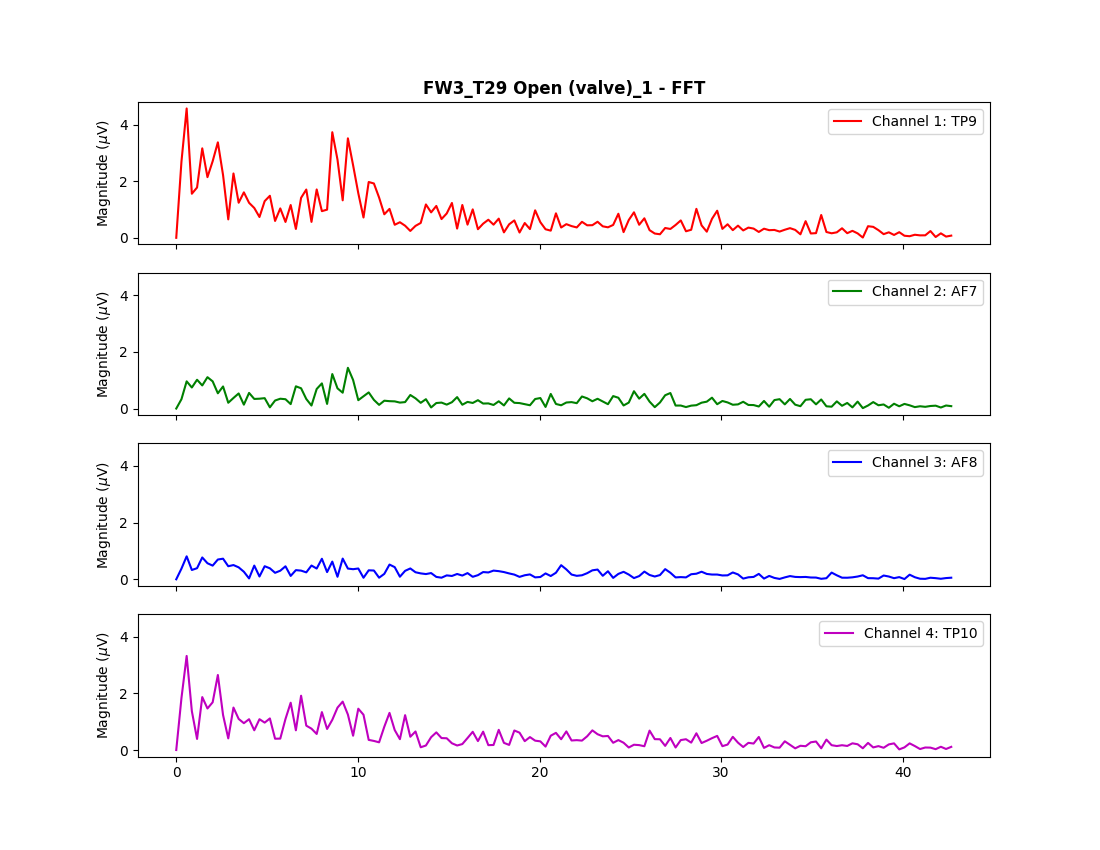 FW3_T29 Open (valve)_1 - FFT
Magnitude (μV)
4
2
0
Channel 1: TP9
Magnitude (μV)
4
2
0
Channel 2: AF7
Magnitude (μV)
4
2
0
Channel 3: AF8
Magnitude (μV)
4
2
0
Channel 4: TP10
0 10 20 30 40